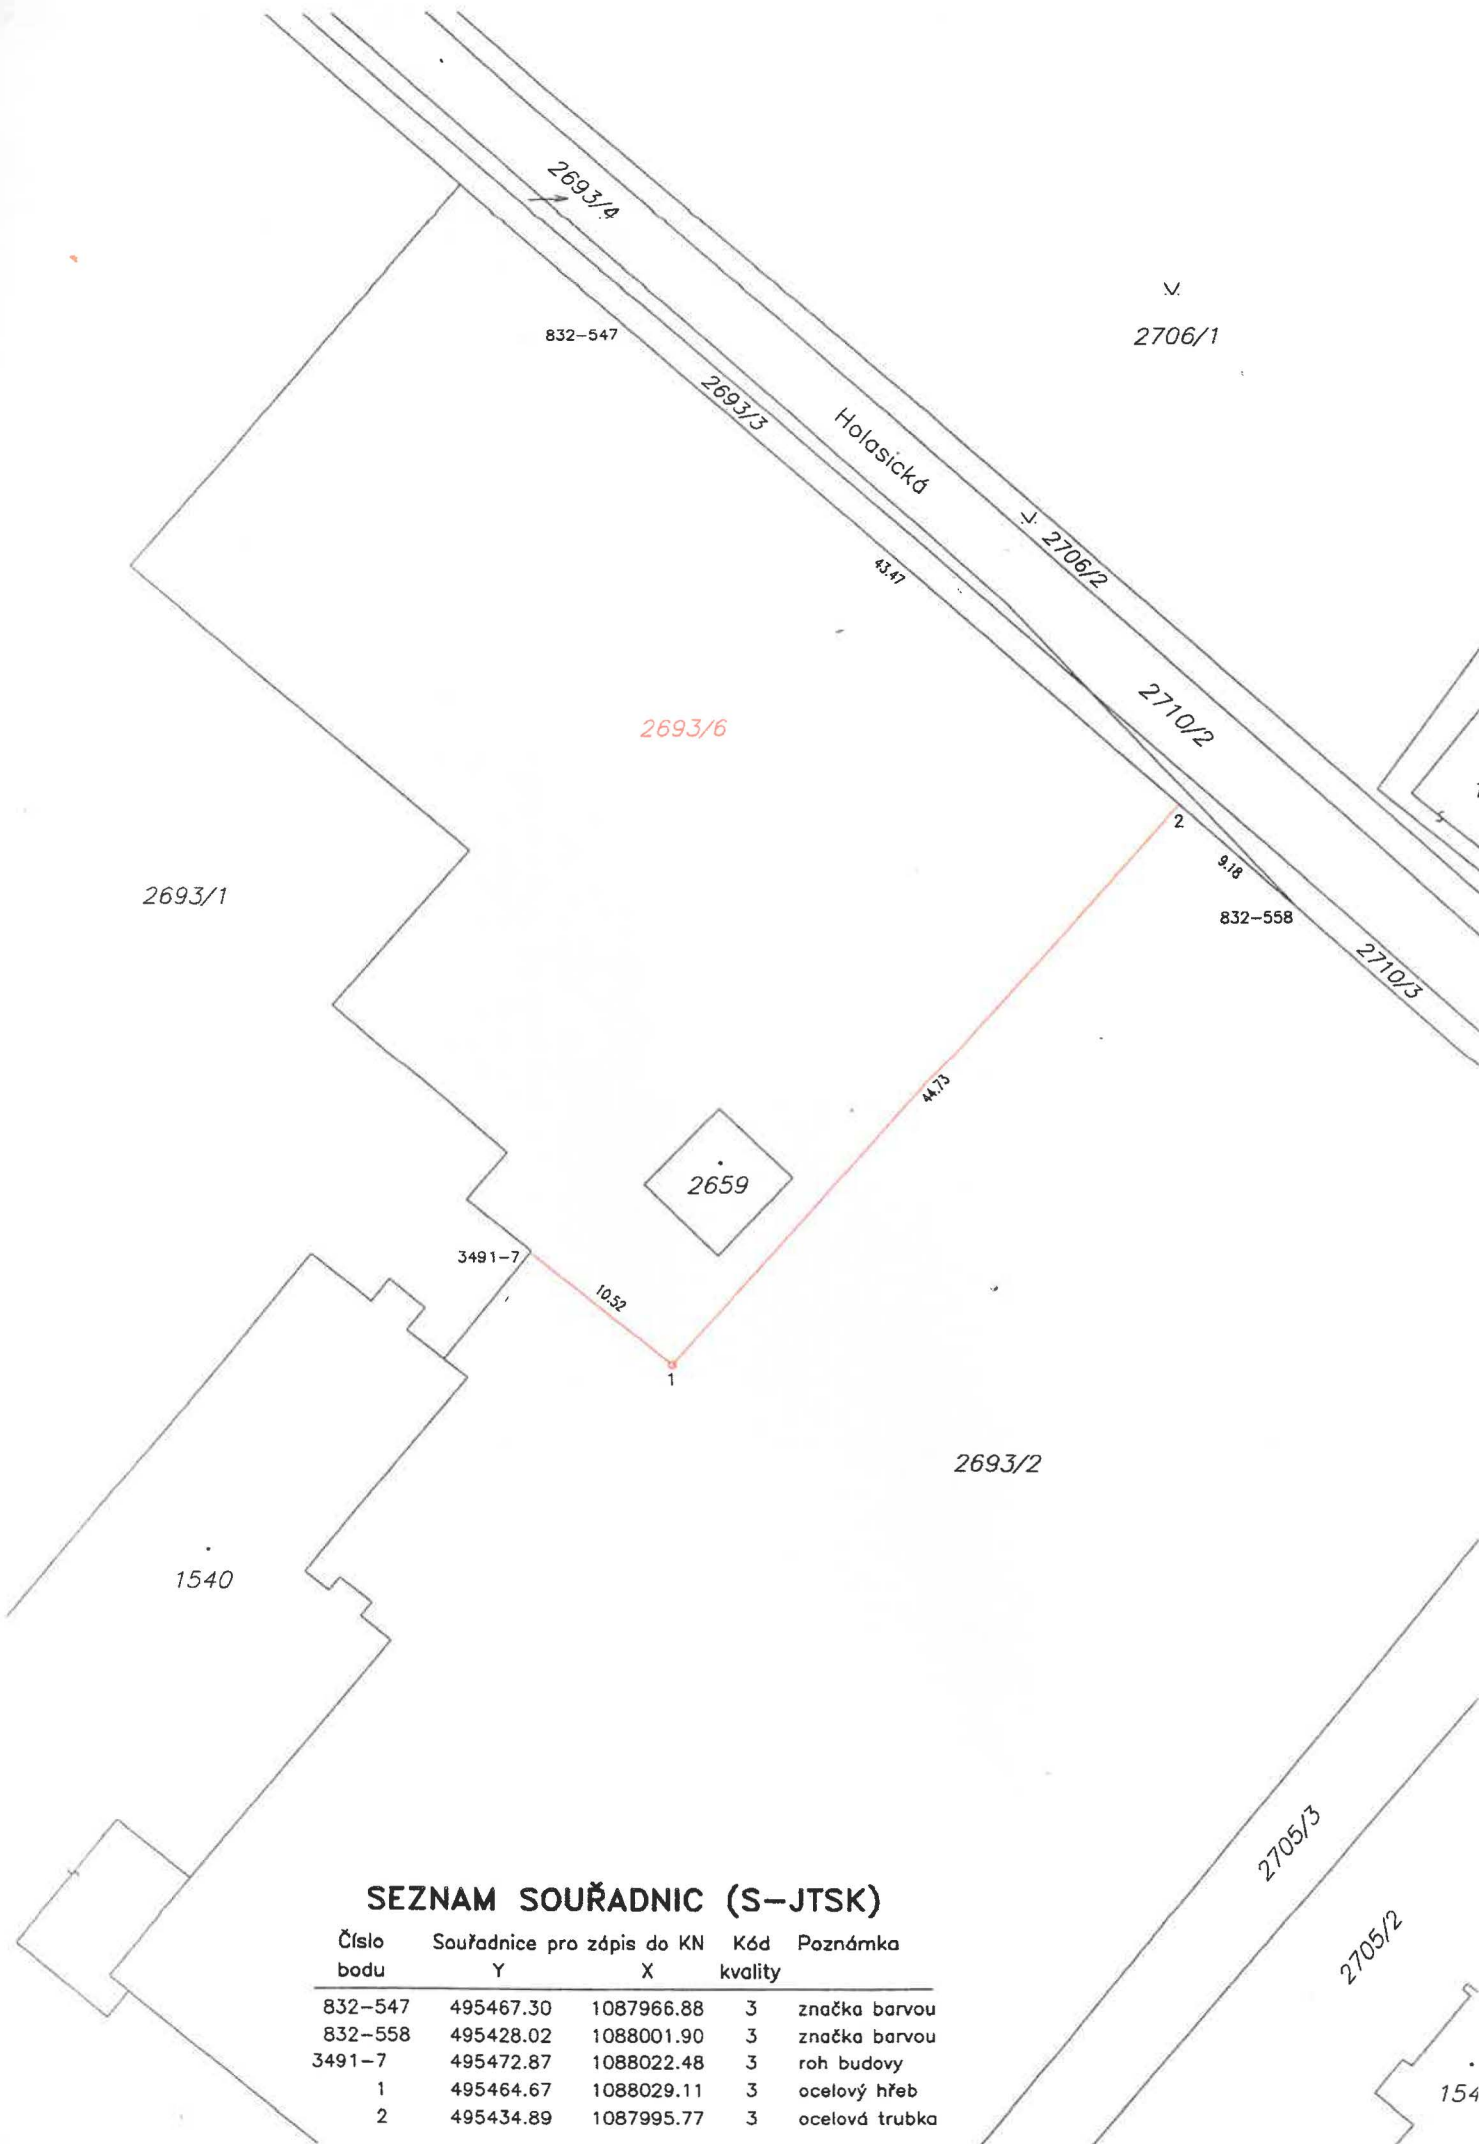 2693/4
2706/1
832-547
2693/3
Holasická
2706/2
43.47
2710/2
2693/6
2
9.18
2693/1
832-558
2710/3
44.73
2659
3491-7
10.52
1
2693/2
1540
2705/3
2705/2
SEZNAM SOUŘADNIC (S-JTSK)
Číslo Souřadnice pro zápis do KN Kód Poznámka
bodu Y X kvality
832-547 495467.30 1087966.88 3 značka barvou
832-558 495428.02 1088001.90 3 značka barvou
3491-7 495472.87 1088022.48 3 roh budovy
1 495464.67 1088029.11 3 ocelový hřeb
2 495434.89 1087995.77 3 ocelová trubka
154